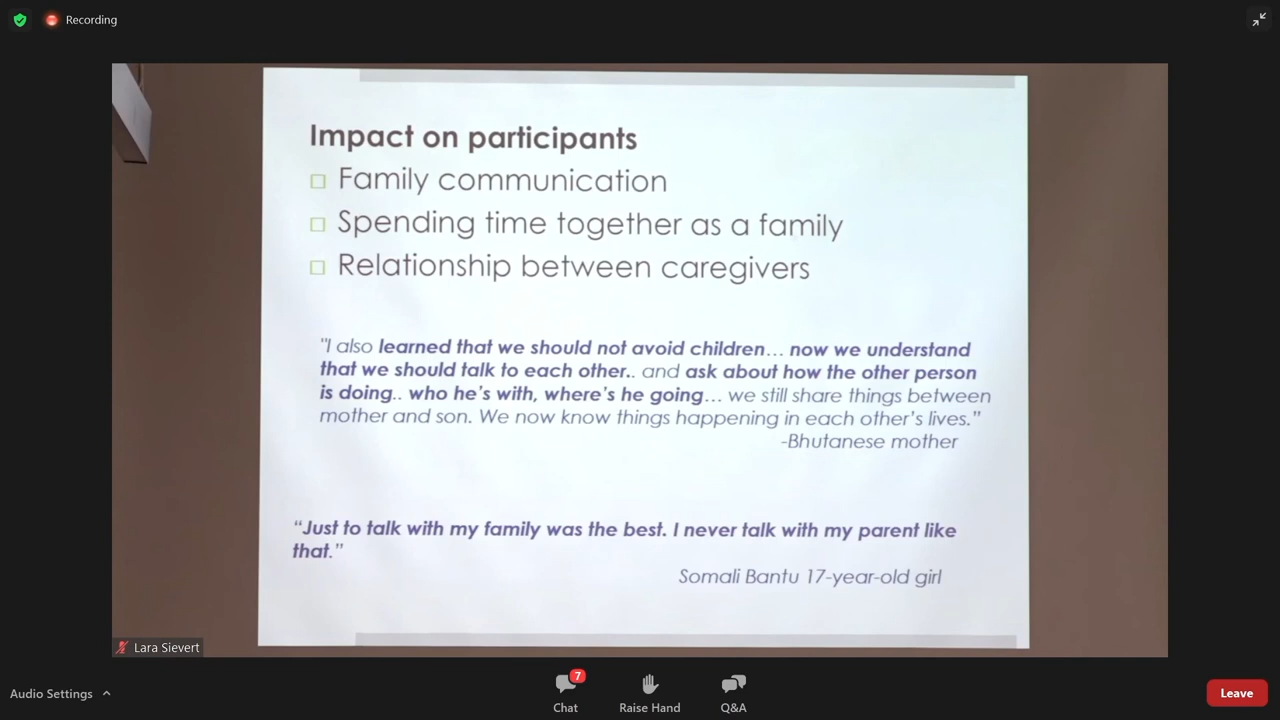 Recording
Impact on participants
Family communication
Spending time together as a family
Relationship between caregivers
"I also learned that we should not avoid children… now we understand
that we should talk to each other.. and ask about how the other person
is doing.. who he's with, where's he going… we still share things between
mother and son. We now know things happening in each other's lives."
-Bhutanese mother
"Just to talk with my family was the best. I never talk with my parent like
that."
Somali Bantu 17-year-old girl
Lara Sievert
Audio Settings
7
Chat
Raise Hand
Q&A
Leave